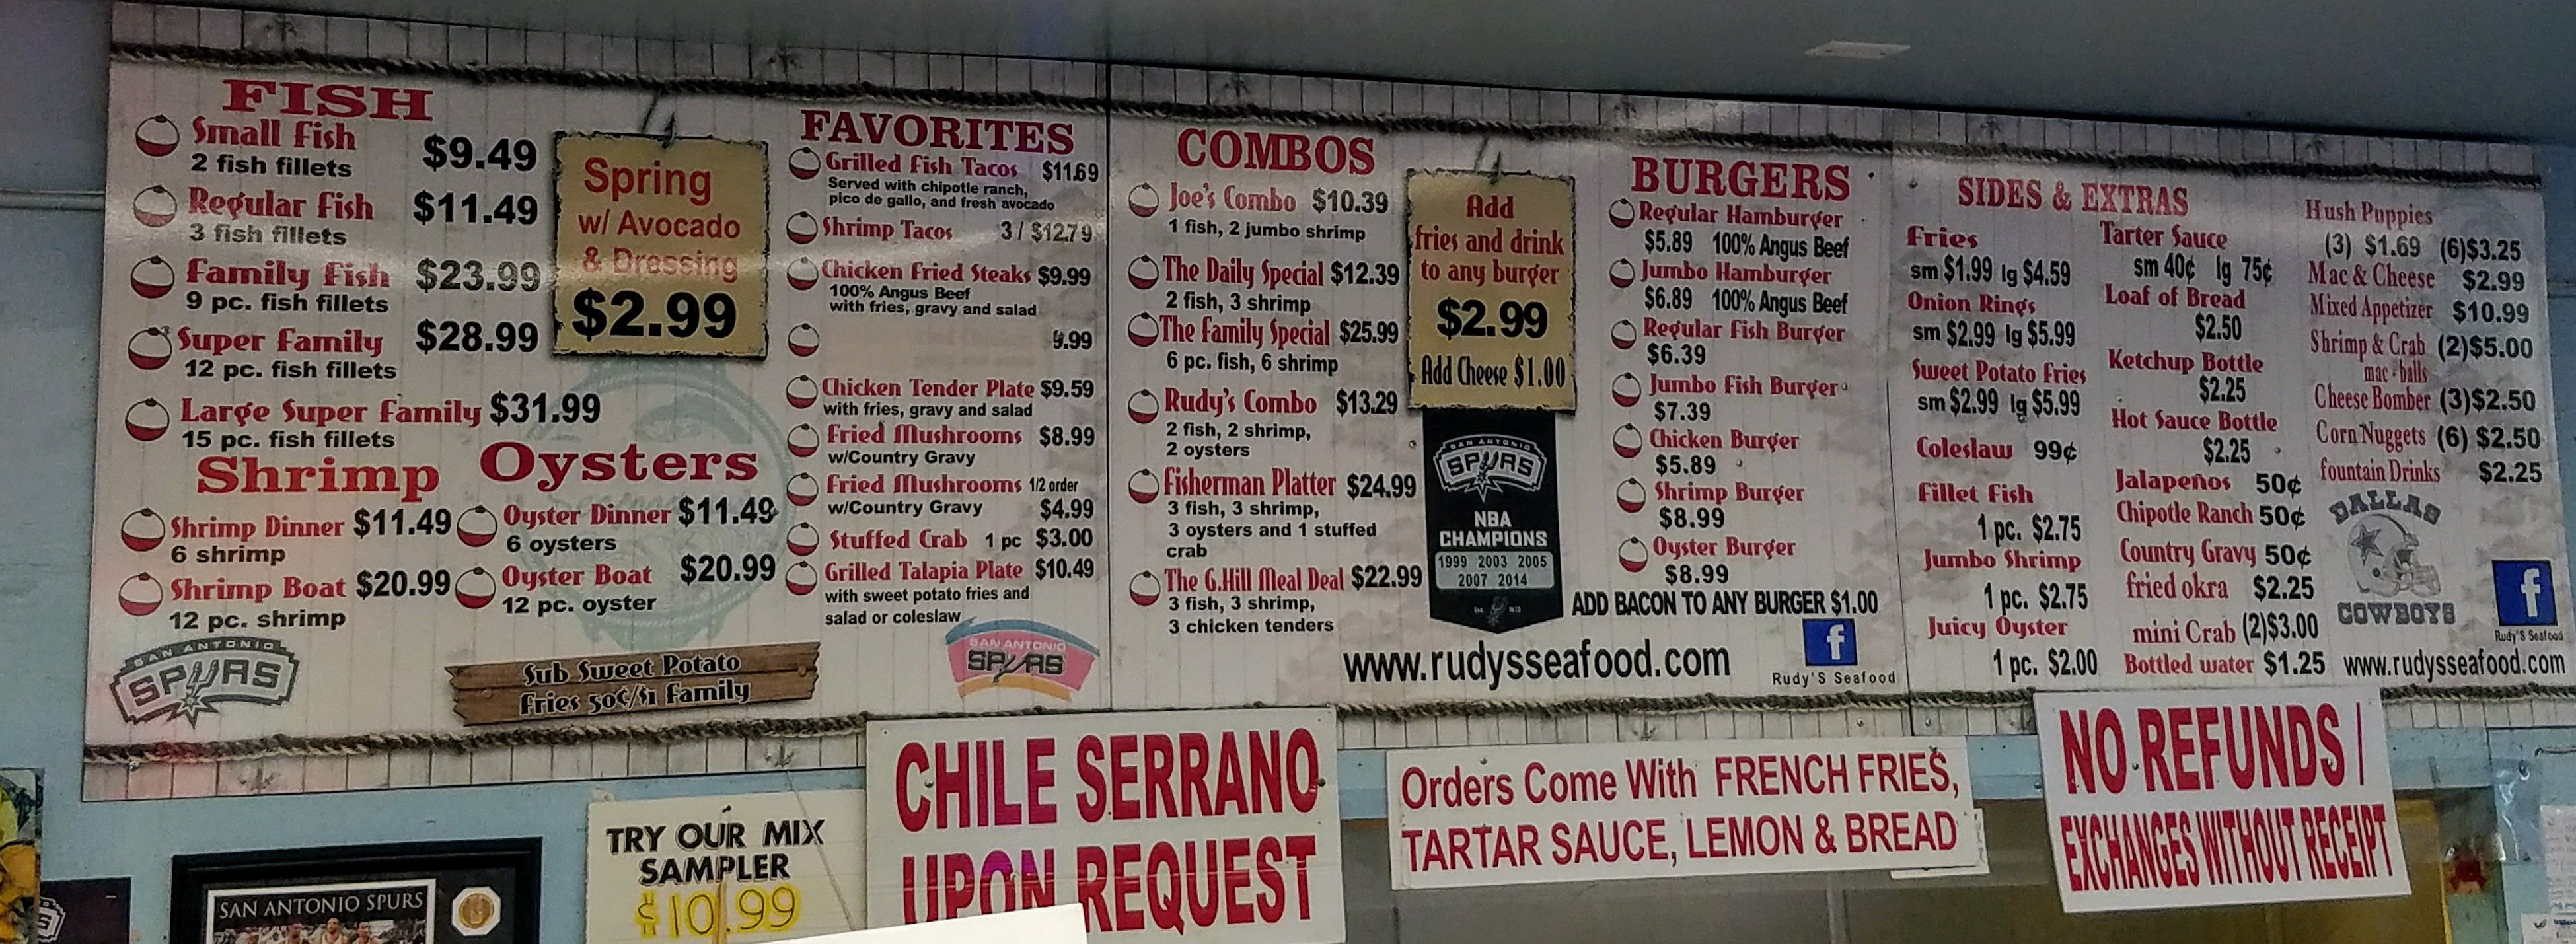 FISH
Small Fish $9.49
2 fish fillets
Regular Fish $11.49
3 fish fillets
Family Fish $23.99
9 pc. fish fillets
Super Family $28.99
12 pc. fish fillets
Large Super Family $31.99
15 pc. fish fillets
Spring
w/ Avocado
& Dressing
$2.99
Shrimp
Shrimp Dinner $11.49
6 shrimp
Shrimp Boat $20.99
12 pc. shrimp
Oysters
Oyster Dinner $11.49
6 oysters
Oyster Boat $20.99
12 pc. oyster
SAN ANTONIO
SPURS
Sub Sweet Potato
Fries 50¢/$1 Family
FAVORITES
Grilled Fish Tacos $11.69
Served with chipotle ranch,
pico de gallo, and fresh avocado
Shrimp Tacos 3 / $12.79
Chicken Fried Steaks $9.99
100% Angus Beef
with fries, gravy and salad
9.99
Chicken Tender Plate $9.59
with fries, gravy and salad
Fried Mushrooms $8.99
w/Country Gravy
Fried Mushrooms 1/2 order
w/Country Gravy $4.99
Stuffed Crab 1 pc $3.00
Grilled Talapia Plate $10.49
with sweet potato fries and
salad or coleslaw
SAN ANTONIO
SPURS
COMBOS
Joe's Combo $10.39
1 fish, 2 jumbo shrimp
The Daily Special $12.39
2 fish, 3 shrimp
The Family Special $25.99
6 pc. fish, 6 shrimp
Rudy's Combo $13.29
2 fish, 2 shrimp,
2 oysters
Fisherman Platter $24.99
3 fish, 3 shrimp,
3 oysters and 1 stuffed
crab
The G.Hill Meal Deal $22.99
3 fish, 3 shrimp,
3 chicken tenders
Add
fries and drink
to any burger
$2.99
Add Cheese $1.00
SAN ANTONIO
SPURS
NBA
CHAMPIONS
1999 2003 2005
2007 2014
BURGERS
Regular Hamburger
$5.89 100% Angus Beef
Jumbo Hamburger
$6.89 100% Angus Beef
Regular Fish Burger
$6.39
Jumbo Fish Burger
$7.39
Chicken Burger
$5.89
Shrimp Burger
$8.99
Oyster Burger
$8.99
ADD BACON TO ANY BURGER $1.00
www.rudysseafood.com
f
Rudy'S Seafood
SIDES & EXTRAS
Fries
sm $1.99 lg $4.59
Onion Rings
sm $2.99 lg $5.99
Sweet Potato Fries
sm $2.99 lg $5.99
Coleslaw 99¢
Fillet Fish
1 pc. $2.75
Jumbo Shrimp
1 pc. $2.75
Juicy Oyster
1 pc. $2.00
Tarter Sauce
sm 40¢ lg 75¢
Loaf of Bread
$2.50
Ketchup Bottle
$2.25
Hot Sauce Bottle
$2.25
Jalapeños 50¢
Chipotle Ranch 50¢
Country Gravy 50¢
fried okra $2.25
mini Crab (2)$3.00
Bottled water $1.25
Hush Puppies
(3) $1.69 (6)$3.25
Mac & Cheese $2.99
Mixed Appetizer $10.99
Shrimp & Crab (2)$5.00
mac - balls
Cheese Bomber (3)$2.50
Corn Nuggets (6) $2.50
fountain Drinks $2.25
DALLAS
COWBOYS
f
Rudy'S Seafood
www.rudysseafood.com
SAN ANTONIO SPURS
TRY OUR MIX
SAMPLER
$10.99
CHILE SERRANO
UPON REQUEST
Orders Come With FRENCH FRIES,
TARTAR SAUCE, LEMON & BREAD
NO REFUNDS /
EXCHANGES WITHOUT RECEIPT